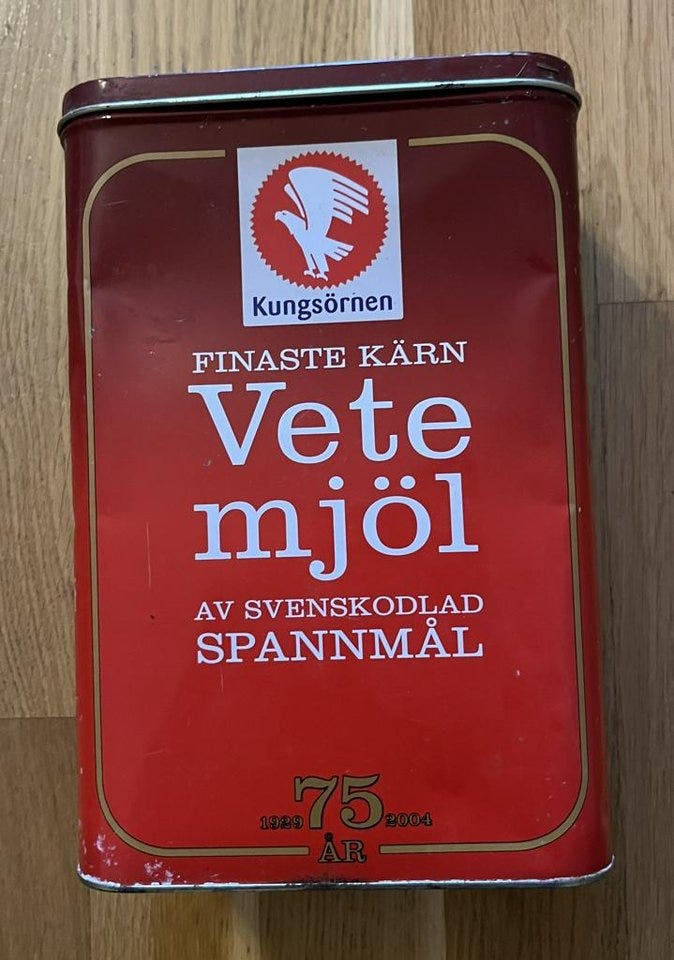 Kungsörnen
FINASTE KÄRN
Vete
mjöl
AV SVENSKODLAD
SPANNMÅL
1929 75 2004
ÅR